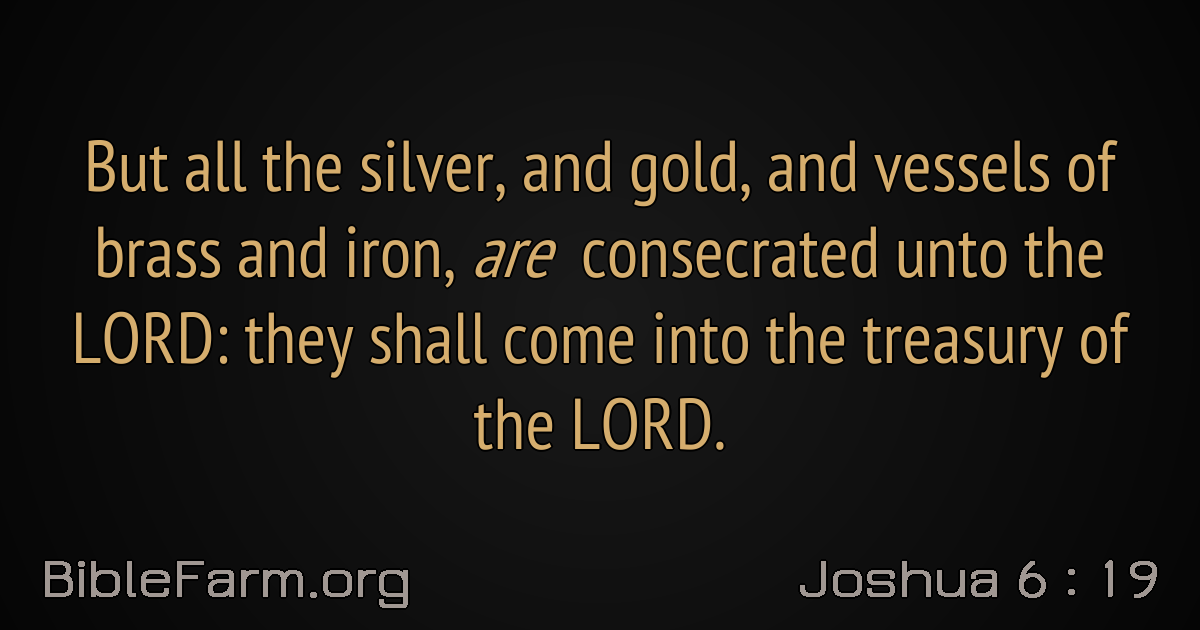 But all the silver, and gold, and vessels of
brass and iron, are consecrated unto the
LORD: they shall come into the treasury of
the LORD.
BibleFarm.org
Joshua 6 : 19